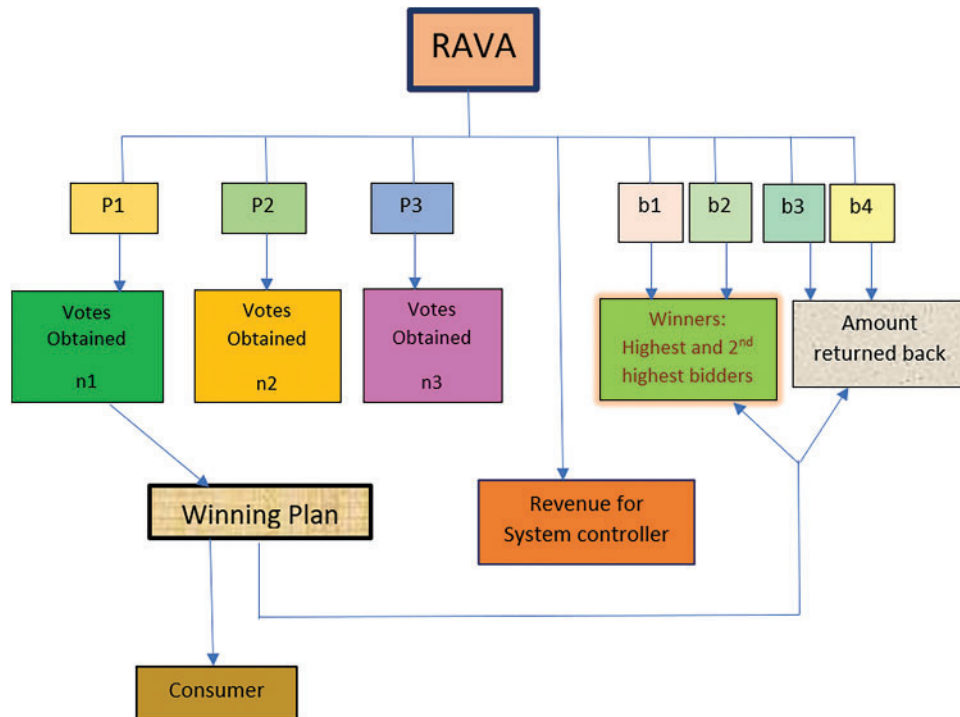 RAVA
P1
P2
P3
b1
b2
b3
b4
Votes
Obtained
n1
Votes
Obtained
n2
Votes
Obtained
n3
Winners:
Highest and 2nd
highest bidders
Amount
returned back
Winning Plan
Revenue for
System controller
Consumer